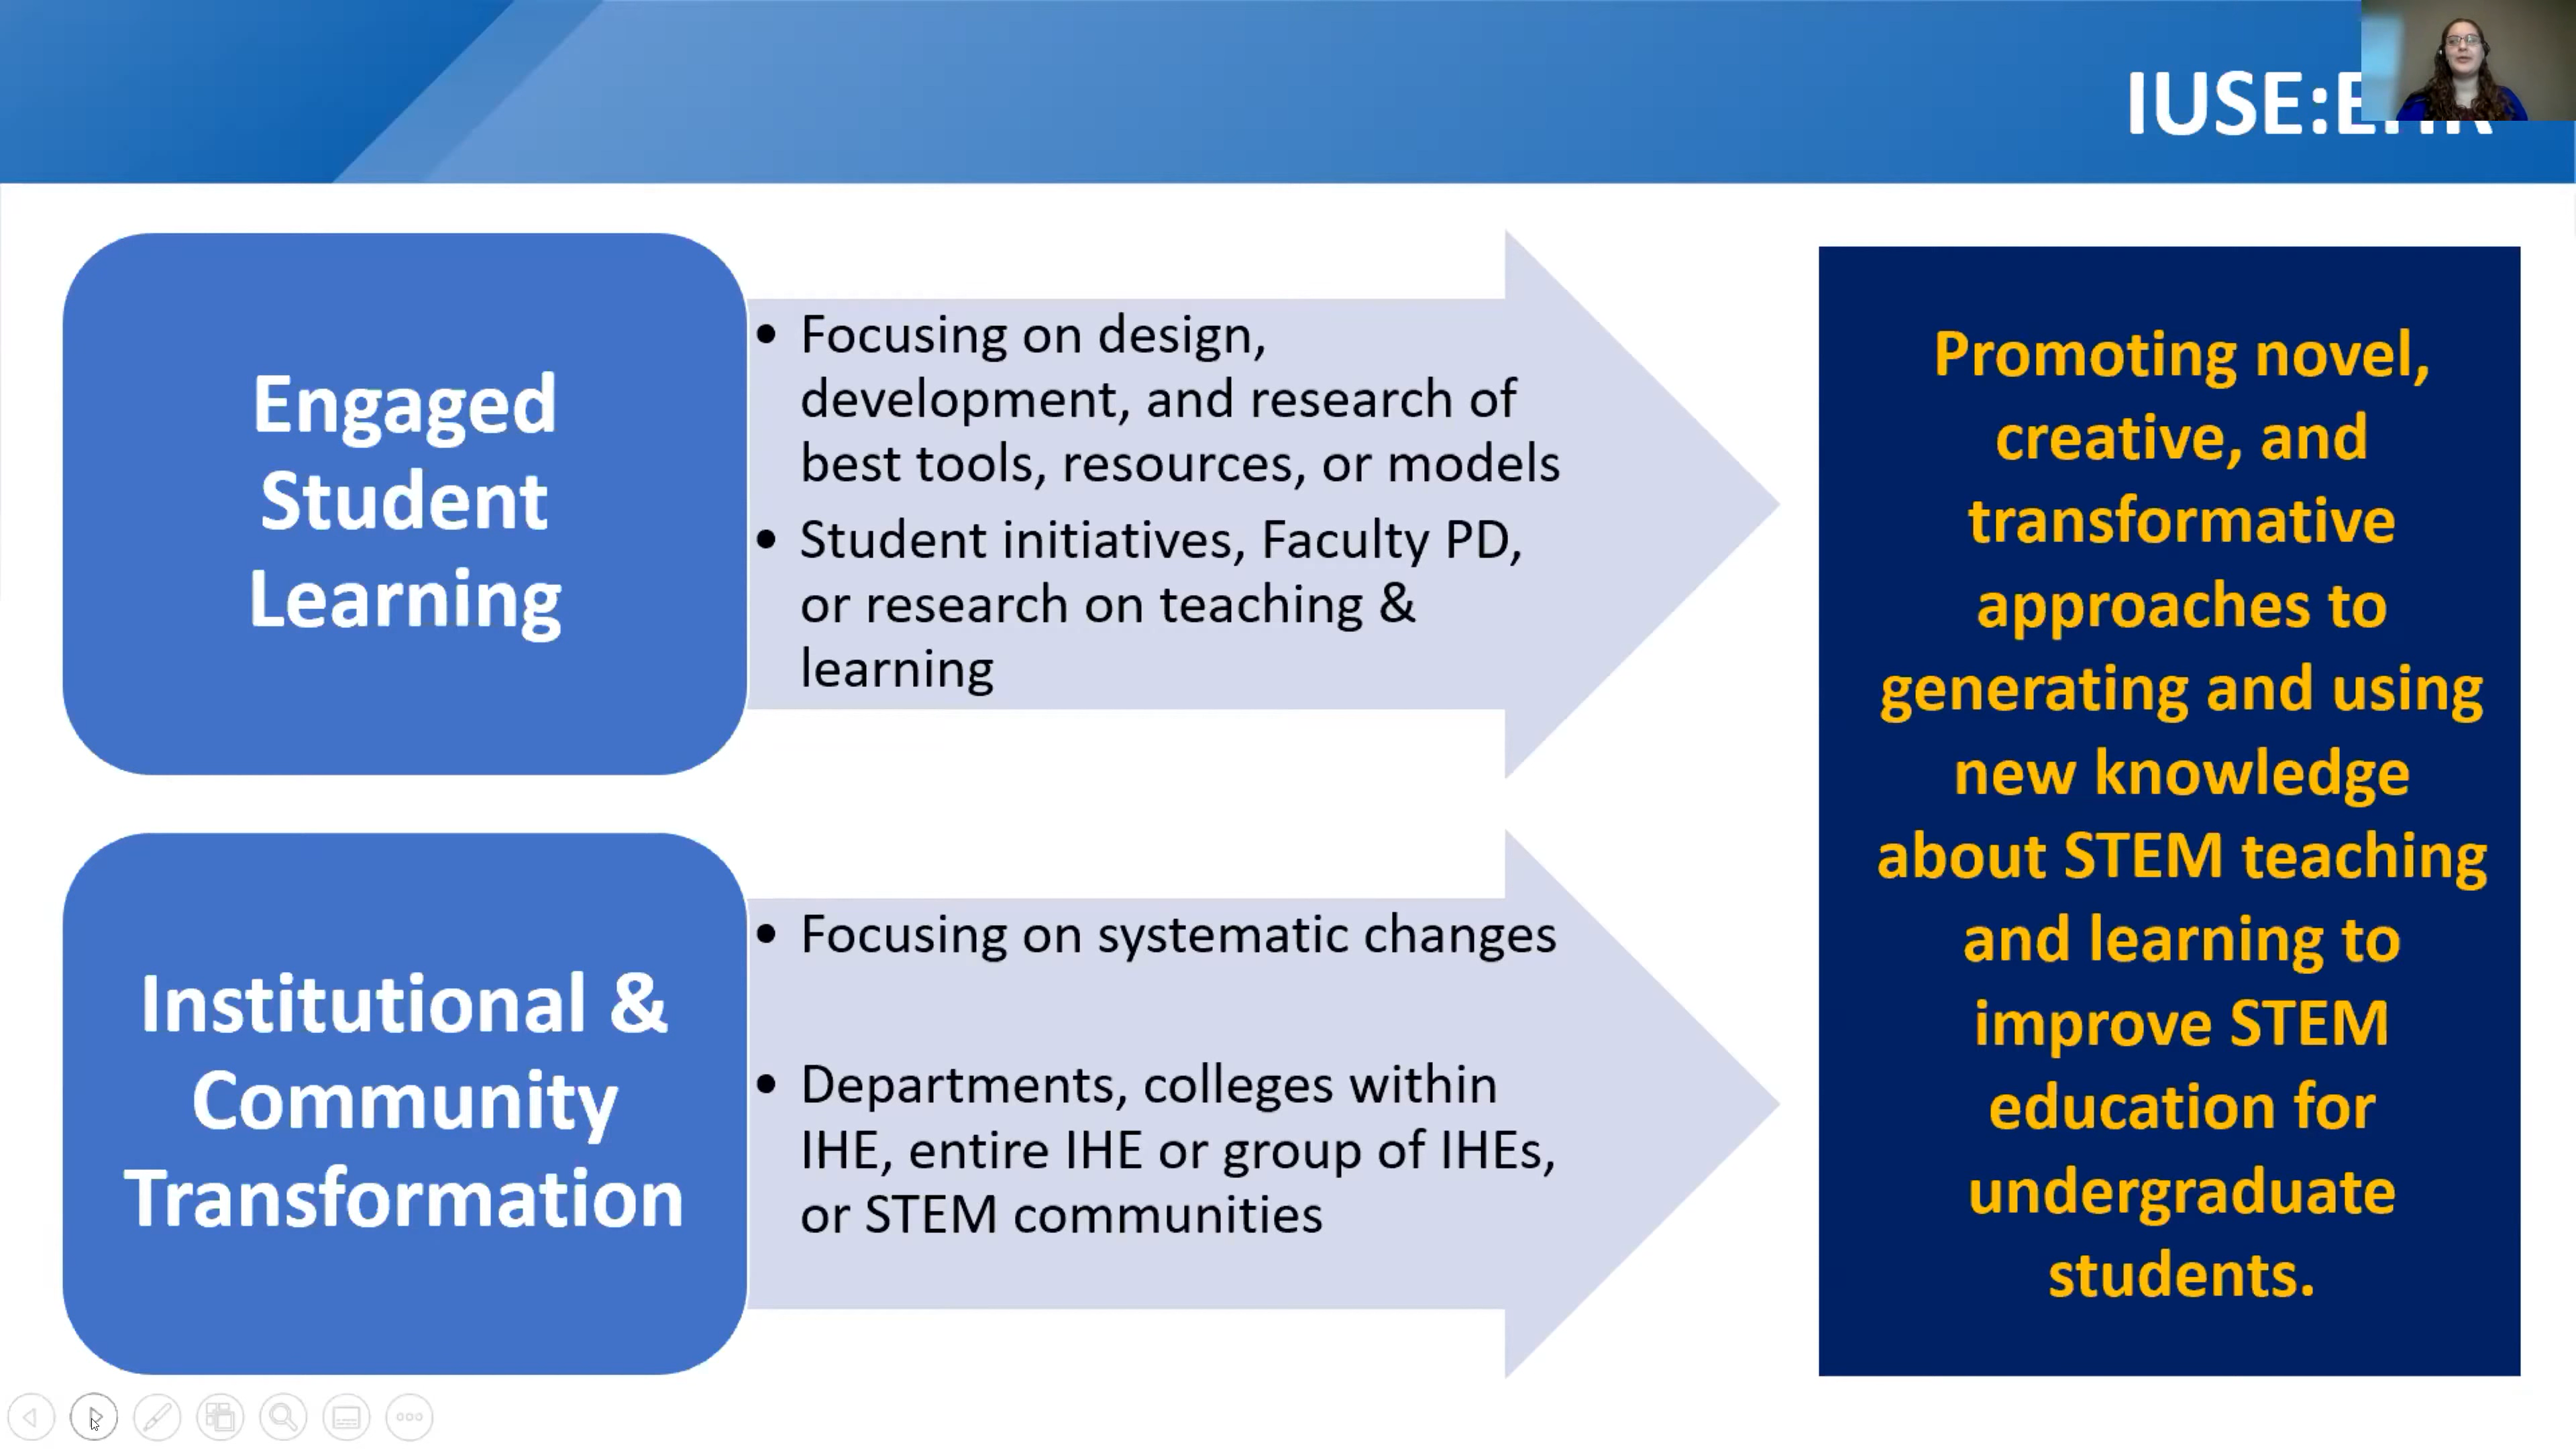 IUSE:EHR
Engaged
Student
Learning
• Focusing on design,
development, and research of
best tools, resources, or models
• Student initiatives, Faculty PD,
or research on teaching &
learning
Institutional &
Community
Transformation
• Focusing on systematic changes
• Departments, colleges within
IHE, entire IHE or group of IHEs,
or STEM communities
Promoting novel,
creative, and
transformative
approaches to
generating and using
new knowledge
about STEM teaching
and learning to
improve STEM
education for
undergraduate
students.